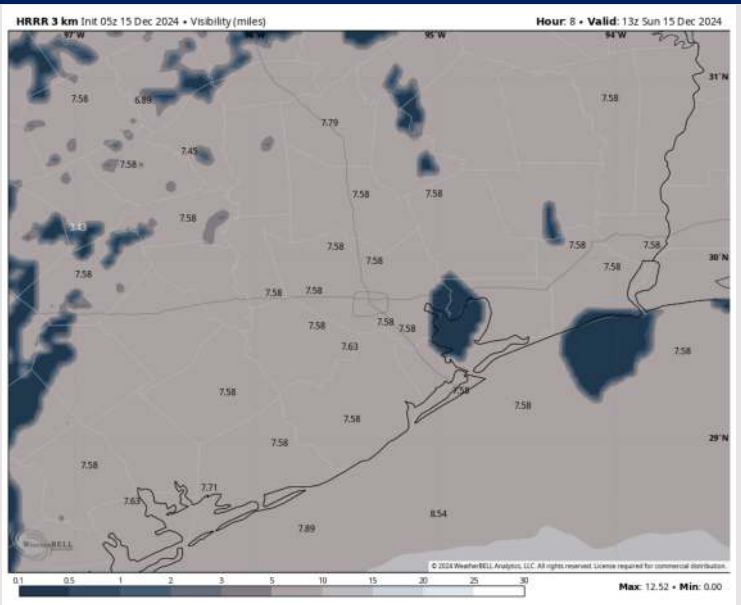 HRRR 3 km Init 05z 15 Dec 2024 • Visibility (miles)
Hour: 8 • Valid: 13z Sun 15 Dec 2024
97°W 96°W 95°W 94°W
31°N
7.58 6.89 7.58
7.79
7.45
7.58
7.58 7.58
7.58
3.43
7.58 7.58 7.58
7.58 7.58
30°N
7.58
7.58 7.58
7.58 7.58 7.58
7.63
7.58
7.58 7.58
7.58
7.58
7.58
29°N
7.58
7.71
7.63
8.54
7.89
WeatherBELL
© 2024 WeatherBELL Analytics, LLC. All rights reserved. License required for commercial distribution.
0.1 0.5 1 2 3 5 10 15 20 25 30
Max: 12.52 • Min: 0.00